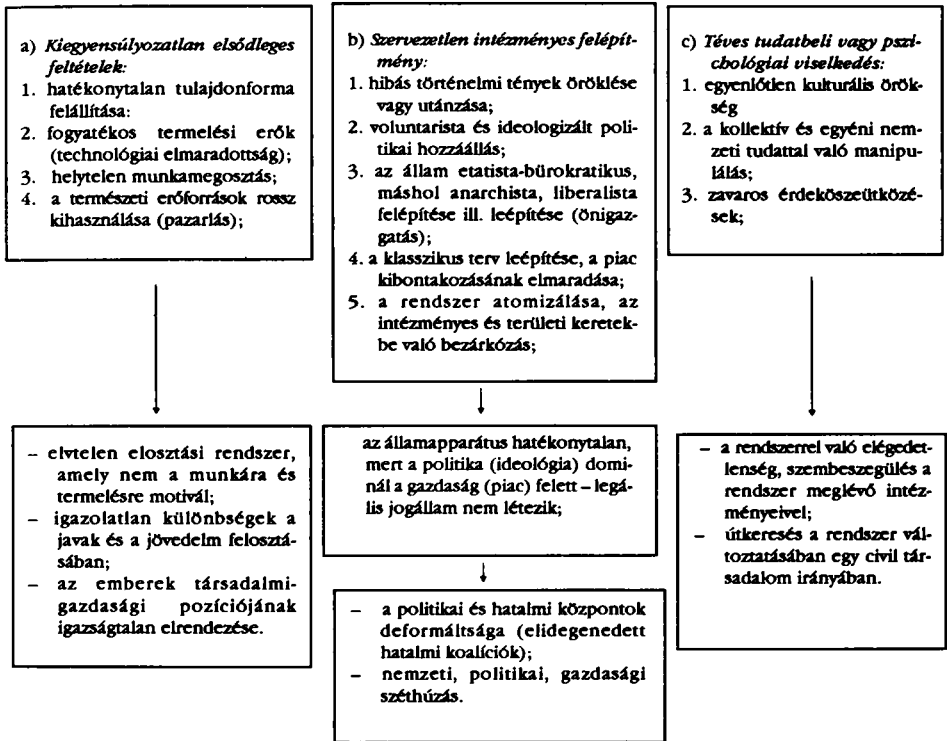 a) Kiegyensúlyozatlan elsődleges
feltételek:
1. hatékonytalan tulajdonforma
felállítása:
2. fogyatékos termelési erők
(technológiai elmaradottság);
3. helytelen munkamegosztás;
4. a természeti erőforrások rossz
kihasználása (pazarlás);
b) Szervezetlen intézményes felépít-
mény:
1. hibás történelmi tények öröklése
vagy utánzása;
2. voluntarista és ideologizált poli-
tikai hozzáállás;
3. az állam etatista-bürokratikus,
máshol anarchista, liberalista
felépítése ill. leépítése (önigaz-
gatás);
4. a klasszikus terv leépítése, a piac
kibontakozásának elmaradása;
5. a rendszer atomizálása, az
intézményes és területi keretek-
be való bezárkózás;
c) Téves tudatbeli vagy pszi-
chológiai viselkedés:
1. egyenlőtlen kulturális örök-
ség
2. a kollektív és egyéni nem-
zeti tudattal való manipu-
lálás;
3. zavaros érdeköszeütközé-
sek;
– elvtelen elosztási rendszer,
amely nem a munkára és
termelésre motivál;
– igazolatlan különbségek a
javak és a jövedelm felosztá-
sában;
– az emberek társadalmi-
gazdasági pozíciójának
igazságtalan elrendezése.
az államapparátus hatékonytalan,
mert a politika (ideológia) domi-
nál a gazdaság (piac) felett – legá-
lis jogállam nem létezik;
– a politikai és hatalmi központok
deformáltsága (elidegenedett
hatalmi koalíciók);
– nemzeti, politikai, gazdasági
széthúzás.
– a rendszerrel való elégedet-
lenség, szembeszegülés a
rendszer meglévő intéz-
ményeivel;
– útkeresés a rendszer vál-
toztatásában egy civil tár-
sadalom irányában.